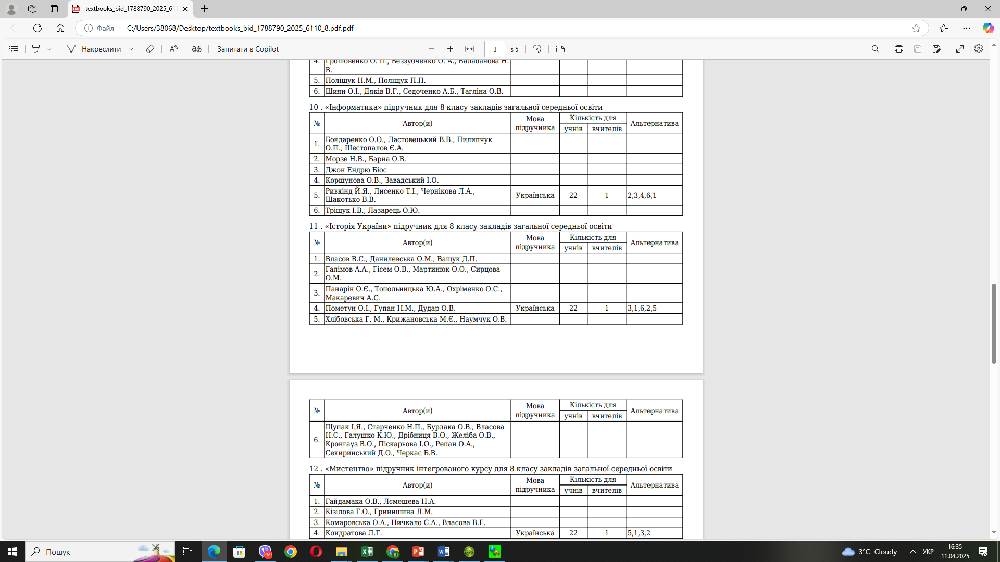 textbooks_bid_1788790_2025_611
Файл
C:/Users/38068/Desktop/textbooks_bid_1788790_2025_6110_8.pdf.pdf
Накреслити
Запитати в Copilot
3
з 5
4. Грошовенко О. П., Беззубченко О. А., Балабанова Н.
В.
5. Поліщук Н.М., Поліщук П.П.
6. Шиян О.І., Дяків В.Г., Седоченко А.Б., Тагліна О.В.
10 . «Інформатика» підручник для 8 класу закладів загальної середньої освіти
№ Автор(и) Мова підручника Кількість для учнів вчителів Альтернатива
1. Бондаренко О.О., Ластовецький В.В., Пилипчук
О.П., Шестопалов Є.А.
2. Морзе Н.В., Барна О.В.
3. Джон Ендрю Біос
4. Коршунова О.В., Завадський І.О.
5. Ривкінд Й.Я., Лисенко Т.І., Чернікова Л.А.,
Шакотько В.В. Українська 22 1 2,3,4,6,1
6. Тріщук І.В., Лазарець О.Ю.
11 . «Історія України» підручник для 8 класу закладів загальної середньої освіти
№ Автор(и) Мова підручника Кількість для учнів вчителів Альтернатива
1. Власов В.С., Данилевська О.М., Ващук Д.П.
2. Галімов А.А., Гісем О.В., Мартинюк О.О., Сирцова
О.М.
3. Панарін О.Є., Топольницька Ю.А., Охріменко О.С.,
Макаревич А.С.
4. Пометун О.І., Гупан Н.М., Дудар О.В. Українська 22 1 3,1,6,2,5
5. Хлібовська Г. М., Крижановська М.Є., Наумчук О.В.
№ Автор(и) Мова підручника Кількість для учнів вчителів Альтернатива
6. Щупак І.Я., Старченко Н.П., Бурлака О.В., Власова
Н.С., Галушко К.Ю., Дрібниця В.О., Желіба О.В.,
Кронгауз В.О., Піскарьова І.О., Репан О.А.,
Секиринський Д.О., Черкас Б.В.
12 . «Мистецтво» підручник інтегрованого курсу для 8 класу закладів загальної середньої освіти
№ Автор(и) Мова підручника Кількість для учнів вчителів Альтернатива
1. Гайдамака О.В., Лємешева Н.А.
2. Кізілова Г.О., Гринишина Л.М.
3. Комаровська О.А., Ничкало С.А., Власова В.Г.
4. Кондратова Л.Г. Українська 22 1 5,1,3,2
Пошук
269
3°C Cloudy
УКР
16:35
11.04.2025